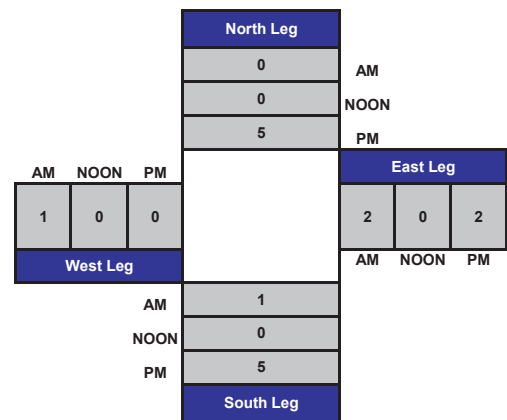 North Leg
0
AM
0
NOON
5
PM
AM NOON PM
East Leg
1 0 0
2 0 2
West Leg
AM NOON PM
AM
1
NOON
0
PM
5
South Leg